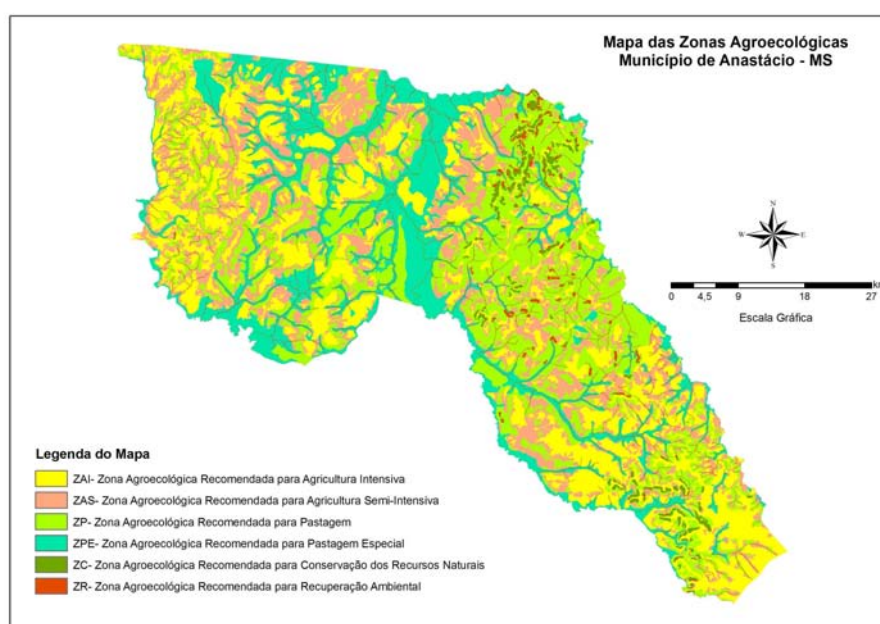 Mapa das Zonas Agroecológicas
Município de Anastácio - MS
N
W E
S
km
0 4,5 9 18 27
Escala Gráfica
Legenda do Mapa
ZAI- Zona Agroecológica Recomendada para Agricultura Intensiva
ZAS- Zona Agroecológica Recomendada para Agricultura Semi-Intensiva
ZP- Zona Agroecológica Recomendada para Pastagem
ZPE- Zona Agroecológica Recomendada para Pastagem Especial
ZC- Zona Agroecológica Recomendada para Conservação dos Recursos Naturais
ZR- Zona Agroecológica Recomendada para Recuperação Ambiental